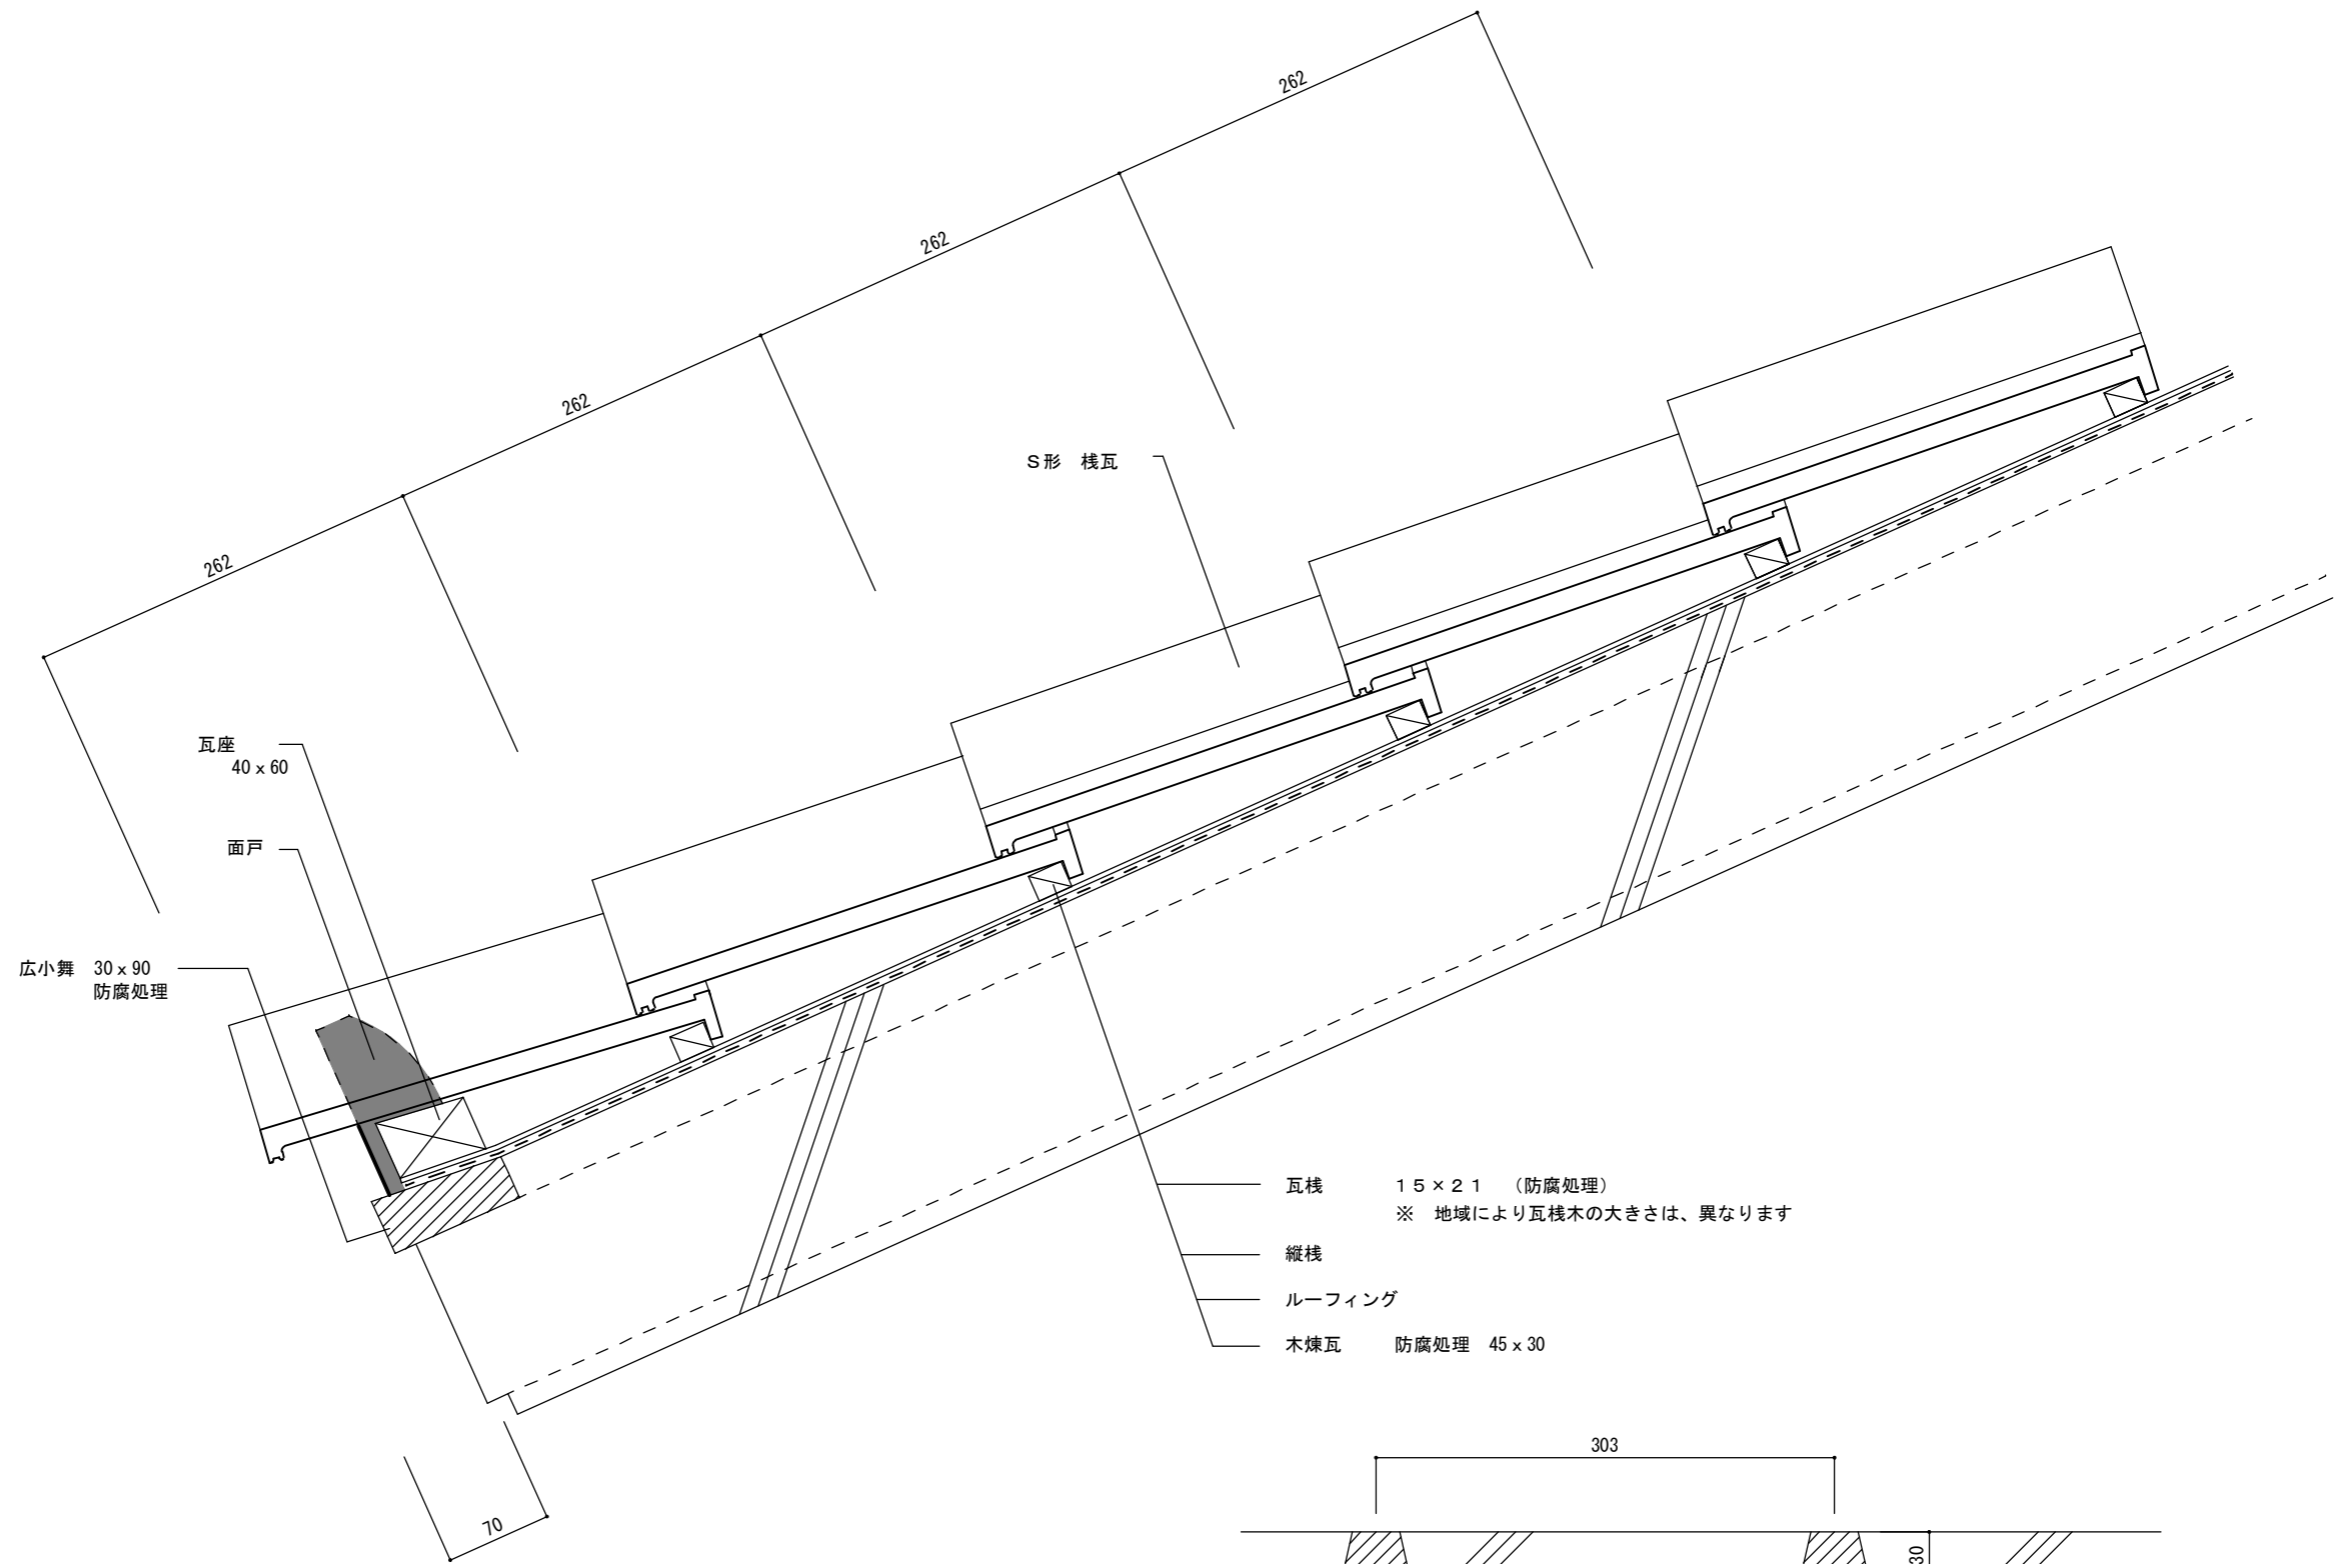 262
262
262
262
S形　桟瓦
瓦座
40 x 60
面戸
広小舞　30 x 90
防腐処理
瓦桟　１５×２１　（防腐処理）
※　地域により瓦桟木の大きさは、異なります
縦桟
ルーフィング
木煉瓦　防腐処理　45 x 30
303
70
30